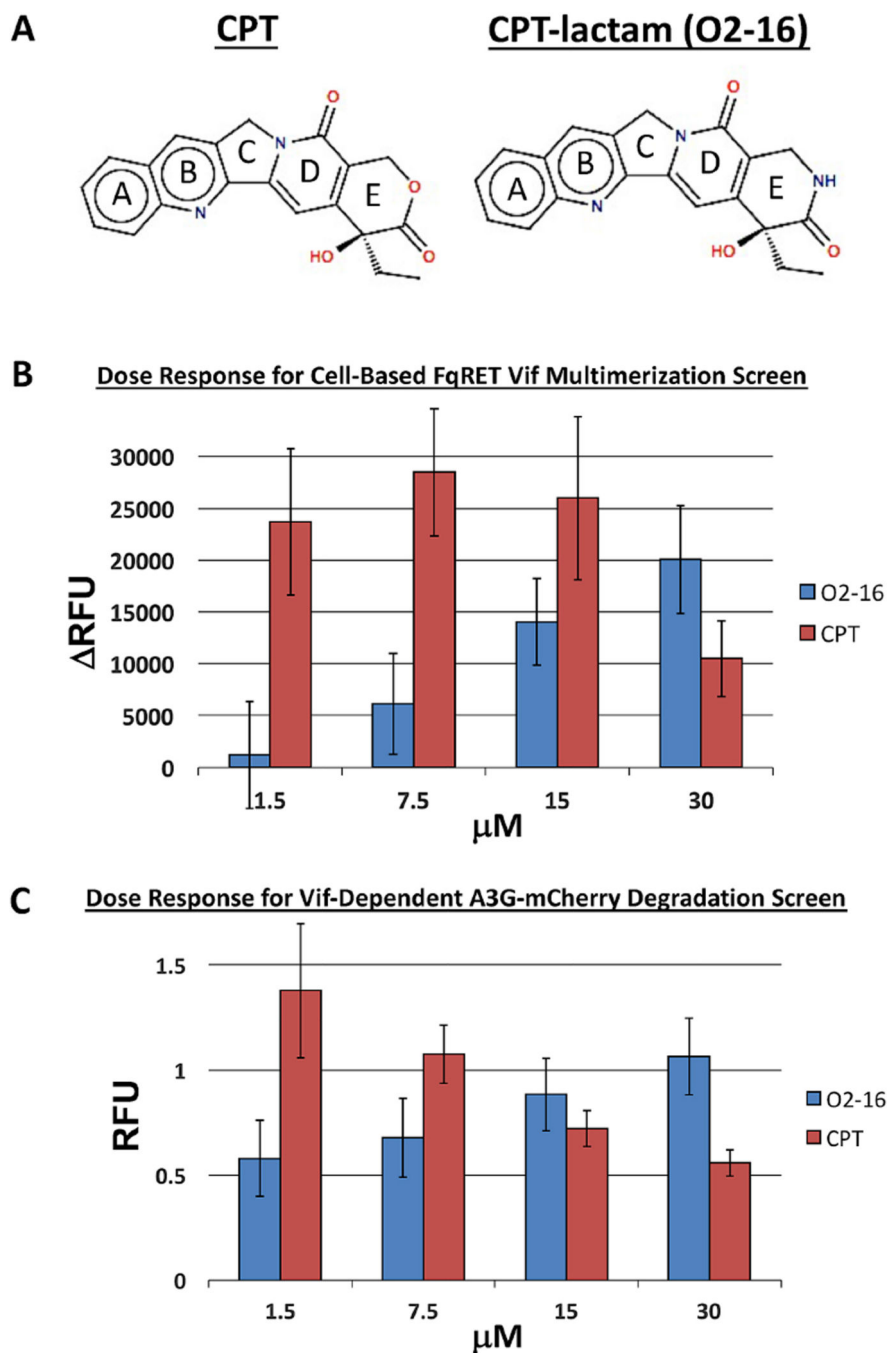 A
CPT
CPT-lactam (O2-16)
O
N
C
D
B
A
E
O
N
HO
O
O
N
C
D
B
A
E
NH
N
HO
O
B
Dose Response for Cell-Based FqRET Vif Multimerization Screen
30000
25000
20000
15000
10000
5000
0
ΔRFU
1.5
7.5
15
30
μM
O2-16
CPT
C
Dose Response for Vif-Dependent A3G-mCherry Degradation Screen
1.5
1
0.5
0
RFU
1.5
7.5
15
30
μM
O2-16
CPT